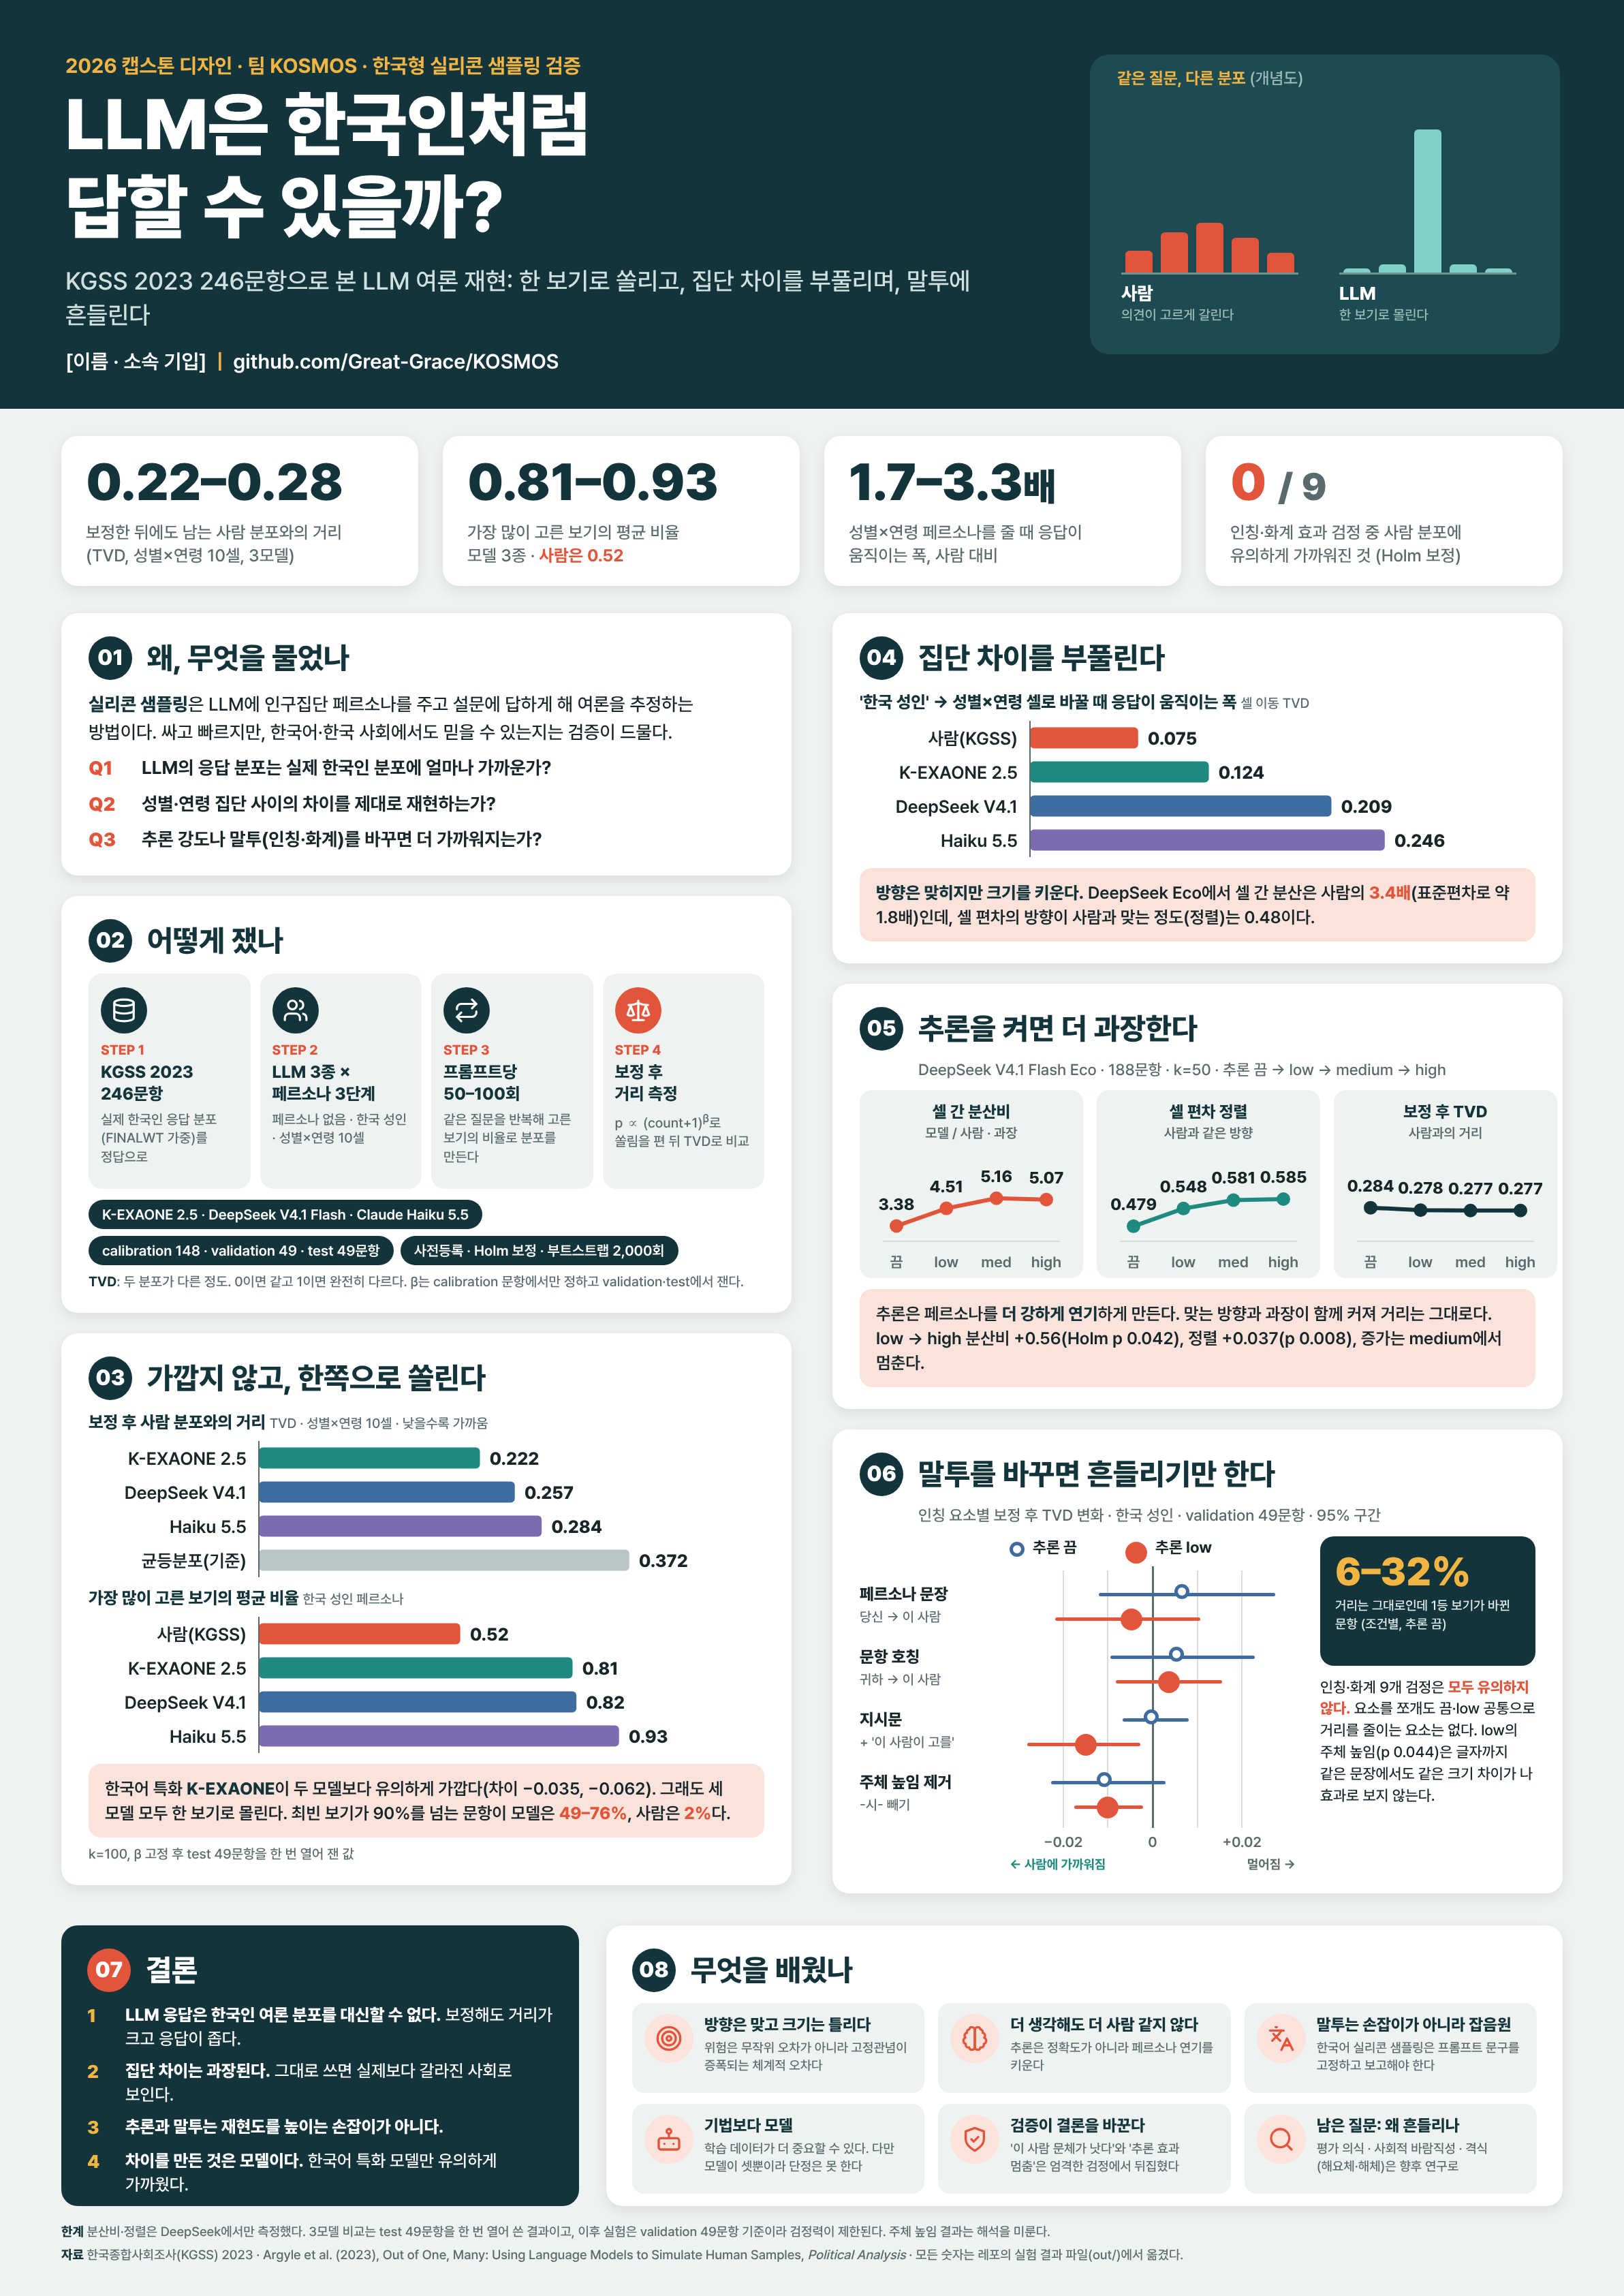 2026 캡스톤 디자인 · 팀 KOSMOS · 한국형 실리콘 샘플링 검증
LLM은 한국인처럼
답할 수 있을까?
KGSS 2023 246문항으로 본 LLM 여론 재현: 한 보기로 쏠리고, 집단 차이를 부풀리며, 말투에
흔들린다
[이름 · 소속 기입] | github.com/Great-Grace/KOSMOS
같은 질문, 다른 분포 (개념도)
사람
의견이 고르게 갈린다
LLM
한 보기로 몰린다
0.22–0.28
보정한 뒤에도 남는 사람 분포와의 거리
(TVD, 성별×연령 10셀, 3모델)
0.81–0.93
가장 많이 고른 보기의 평균 비율
모델 3종 · 사람은 0.52
1.7–3.3배
성별×연령 페르소나를 줄 때 응답이
움직이는 폭, 사람 대비
0 / 9
인칭·화계 효과 검정 중 사람 분포에
유의하게 가까워진 것 (Holm 보정)
01 왜, 무엇을 물었나
실리콘 샘플링은 LLM에 인구집단 페르소나를 주고 설문에 답하게 해 여론을 추정하는
방법이다. 싸고 빠르지만, 한국어·한국 사회에서도 믿을 수 있는지는 검증이 드물다.
Q1 LLM의 응답 분포는 실제 한국인 분포에 얼마나 가까운가?
Q2 성별·연령 집단 사이의 차이를 제대로 재현하는가?
Q3 추론 강도나 말투(인칭·화계)를 바꾸면 더 가까워지는가?
02 어떻게 쟀나
STEP 1
KGSS 2023
246문항
실제 한국인 응답 분포
(FINALWT 가중)를
정답으로
STEP 2
LLM 3종 ×
페르소나 3단계
페르소나 없음 · 한국 성인
· 성별×연령 10셀
STEP 3
프롬프트당
50–100회
같은 질문을 반복해 고른
보기의 비율로 분포를
만든다
STEP 4
보정 후
거리 측정
p ∝ (count+1)^β로
쏠림을 편 뒤 TVD로 비교
K-EXAONE 2.5 · DeepSeek V4.1 Flash · Claude Haiku 5.5
calibration 148 · validation 49 · test 49문항
사전등록 · Holm 보정 · 부트스트랩 2,000회
TVD: 두 분포가 다른 정도. 0이면 같고 1이면 완전히 다르다. β는 calibration 문항에서만 정하고 validation·test에서 잰다.
03 가깝지 않고, 한쪽으로 쏠린다
보정 후 사람 분포와의 거리 TVD · 성별×연령 10셀 · 낮을수록 가까움
K-EXAONE 2.5 0.222
DeepSeek V4.1 0.257
Haiku 5.5 0.284
균등분포(기준) 0.372
가장 많이 고른 보기의 평균 비율 한국 성인 페르소나
사람(KGSS) 0.52
K-EXAONE 2.5 0.81
DeepSeek V4.1 0.82
Haiku 5.5 0.93
한국어 특화 K-EXAONE이 두 모델보다 유의하게 가깝다(차이 −0.035, −0.062). 그래도 세
모델 모두 한 보기로 몰린다. 최빈 보기가 90%를 넘는 문항이 모델은 49–76%, 사람은 2%다.
k=100, β 고정 후 test 49문항을 한 번 열어 잰 값
04 집단 차이를 부풀린다
'한국 성인' → 성별×연령 셀로 바꿀 때 응답이 움직이는 폭 셀 이동 TVD
사람(KGSS) 0.075
K-EXAONE 2.5 0.124
DeepSeek V4.1 0.209
Haiku 5.5 0.246
방향은 맞히지만 크기를 키운다. DeepSeek Eco에서 셀 간 분산은 사람의 3.4배(표준편차로 약
1.8배)인데, 셀 편차의 방향이 사람과 맞는 정도(정렬)는 0.48이다.
05 추론을 켜면 더 과장한다
DeepSeek V4.1 Flash Eco · 188문항 · k=50 · 추론 끔 → low → medium → high
셀 간 분산비
모델 / 사람 · 과장
3.38 4.51 5.16 5.07
끔 low med high
셀 편차 정렬
사람과 같은 방향
0.479 0.548 0.581 0.585
끔 low med high
보정 후 TVD
사람과의 거리
0.284 0.278 0.277 0.277
끔 low med high
추론은 페르소나를 더 강하게 연기하게 만든다. 맞는 방향과 과장이 함께 커져 거리는 그대로다.
low → high 분산비 +0.56(Holm p 0.042), 정렬 +0.037(p 0.008), 증가는 medium에서
멈춘다.
06 말투를 바꾸면 흔들리기만 한다
인칭 요소별 보정 후 TVD 변화 · 한국 성인 · validation 49문항 · 95% 구간
추론 끔 추론 low
페르소나 문장
당신 → 이 사람
문항 호칭
귀하 → 이 사람
지시문
+ '이 사람이 고를'
주체 높임 제거
-시- 빼기
−0.02 0 +0.02
← 사람에 가까워짐 멀어짐 →
6–32%
거리는 그대로인데 1등 보기가 바뀐
문항 (조건별, 추론 끔)
인칭·화계 9개 검정은 모두 유의하지
않다. 요소를 쪼개도 끔·low 공통으로
거리를 줄이는 요소는 없다. low의
주체 높임(p 0.044)은 글자까지
같은 문장에서도 같은 크기 차이가 나
효과로 보지 않는다.
07 결론
1 LLM 응답은 한국인 여론 분포를 대신할 수 없다. 보정해도 거리가
크고 응답이 좁다.
2 집단 차이는 과장된다. 그대로 쓰면 실제보다 갈라진 사회로
보인다.
3 추론과 말투는 재현도를 높이는 손잡이가 아니다.
4 차이를 만든 것은 모델이다. 한국어 특화 모델만 유의하게
가까웠다.
08 무엇을 배웠나
방향은 맞고 크기는 틀리다
위험은 무작위 오차가 아니라 고정관념이
증폭되는 체계적 오차다
더 생각해도 더 사람 같지 않다
추론은 정확도가 아니라 페르소나 연기를
키운다
말투는 손잡이가 아니라 잡음원
한국어 실리콘 샘플링은 프롬프트 문구를
고정하고 보고해야 한다
기법보다 모델
학습 데이터가 더 중요할 수 있다. 다만
모델이 셋뿐이라 단정은 못 한다
검증이 결론을 바꾼다
'이 사람 문체가 낫다'와 '추론 효과
멈춤'은 엄격한 검정에서 뒤집혔다
남은 질문: 왜 흔들리나
평가 의식 · 사회적 바람직성 · 격식
(해요체·해체)은 향후 연구로
한계 분산비·정렬은 DeepSeek에서만 측정했다. 3모델 비교는 test 49문항을 한 번 열어 쓴 결과이고, 이후 실험은 validation 49문항 기준이라 검정력이 제한된다. 주체 높임 결과는 해석을 미룬다.
자료 한국종합사회조사(KGSS) 2023 · Argyle et al. (2023), Out of One, Many: Using Language Models to Simulate Human Samples, Political Analysis · 모든 숫자는 레포의 실험 결과 파일(out/)에서 옮겼다.